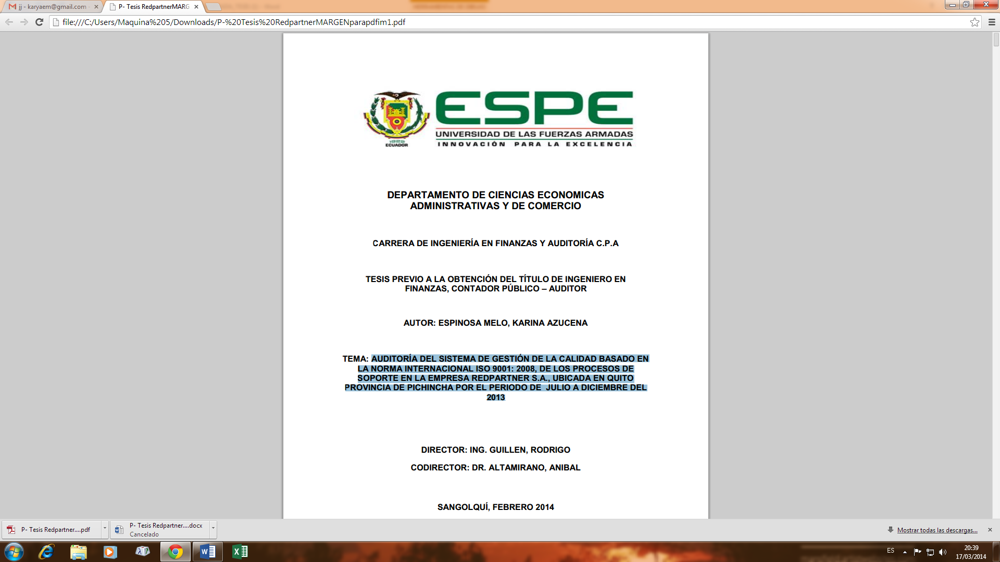 jj - karyaem@gmail.com -
P- Tesis RedpartnerMARG
file:///C:/Users/Maquina%205/Downloads/P-%20Tesis%20RedpartnerMARGENparapdfim1.pdf
ESPE
UNIVERSIDAD DE LAS FUERZAS ARMADAS
INNOVACIÓN PARA LA EXCELENCIA
1922
ECUADOR
DEPARTAMENTO DE CIENCIAS ECONOMICAS
ADMINISTRATIVAS Y DE COMERCIO
CARRERA DE INGENIERÍA EN FINANZAS Y AUDITORÍA C.P.A
TESIS PREVIO A LA OBTENCIÓN DEL TÍTULO DE INGENIERO EN
FINANZAS, CONTADOR PÚBLICO – AUDITOR
AUTOR: ESPINOSA MELO, KARINA AZUCENA
TEMA: AUDITORÍA DEL SISTEMA DE GESTIÓN DE LA CALIDAD BASADO EN
LA NORMA INTERNACIONAL ISO 9001: 2008, DE LOS PROCESOS DE
SOPORTE EN LA EMPRESA REDPARTNER S.A., UBICADA EN QUITO
PROVINCIA DE PICHINCHA POR EL PERIODO DE  JULIO A DICIEMBRE DEL
2013
DIRECTOR: ING. GUILLEN, RODRIGO
CODIRECTOR: DR. ALTAMIRANO, ANIBAL
SANGOLQUÍ, FEBRERO 2014
P- Tesis Redpartner....pdf
P- Tesis Redpartner....docx
Cancelado
Mostrar todas las descargas...
ES
20:39
17/03/2014